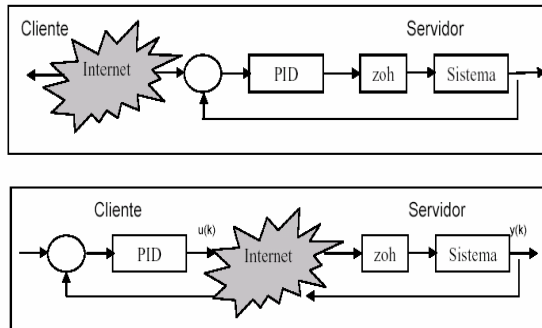 Cliente Servidor
Internet PID zoh Sistema
Cliente Servidor
u(k) y(k)
PID Internet zoh Sistema